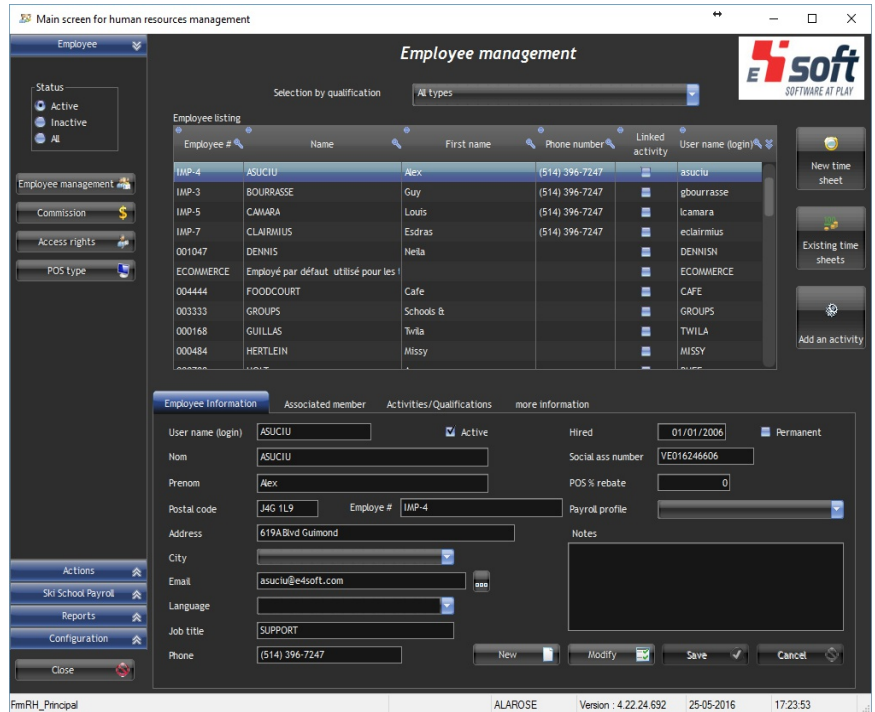 Main screen for human resources management
Employee
Employee management
E4 soft
SOFTWARE AT PLAY
Status
Active
Inactive
All
Selection by qualification All types
Employee listing
Employee # Name First name Phone number Linked activity User name (login)
IMP-4 ASUCIU Alex (514) 396-7247 asuciu
IMP-3 BOURRASSE Guy (514) 396-7247 gbourrasse
IMP-5 CAMARA Louis (514) 396-7247 lcamara
IMP-7 CLAIRMIUS Esdras (514) 396-7247 eclairmius
001047 DENNIS Neila DENNISN
ECOMMERCE Employé par défaut utilisé pour les ECOMMERCE
004444 FOODCOURT Cafe CAFE
003333 GROUPS Schools & GROUPS
000168 GUILLAS Twila TWILA
000484 HERTLEIN Missy MISSY
New time sheet
Existing time sheets
Add an activity
Employee management
Commission
Access rights
POS type
Employee Information Associated member Activities/Qualifications more information
User name (login) ASUCIU Active Hired 01/01/2006 Permanent
Nom ASUCIU Social ass number VE016246606
Prenom Alex POS % rebate 0
Postal code J4G 1L9 Employe # IMP-4 Payroll profile
Address 619A Blvd Guimond Notes
City
Email asuciu@e4soft.com
Language
Job title SUPPORT
Phone (514) 396-7247
New Modify Save Cancel
Actions
Ski School Payroll
Reports
Configuration
Close
FrmRH_Principal ALAROSE Version : 4.22.24.692 25-05-2016 17:23:53